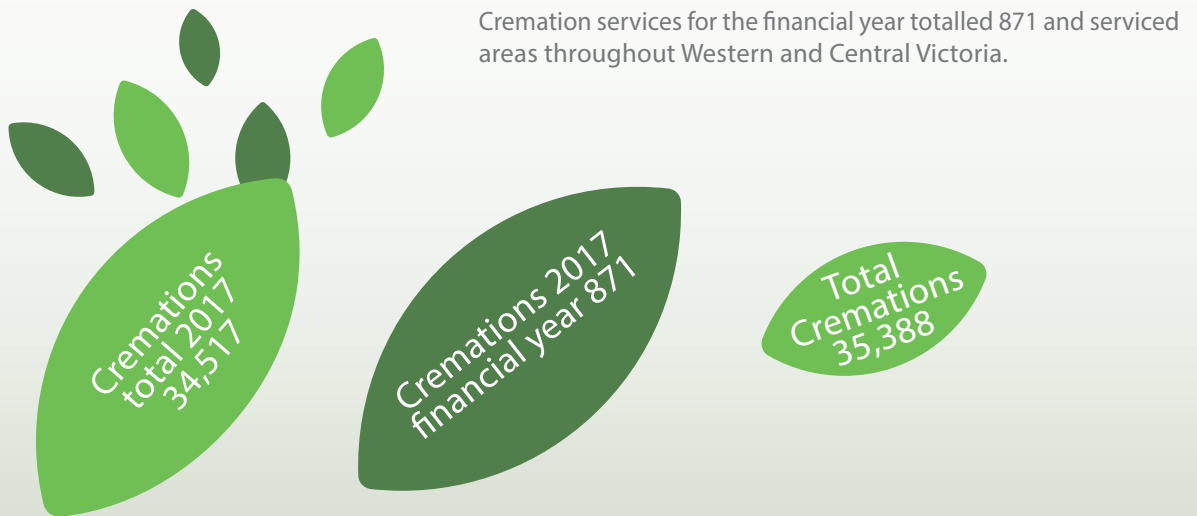 Cremation services for the financial year totalled 871 and serviced
areas throughout Western and Central Victoria.
Cremations
total 2017
34,517
Cremations 2017
financial year 871
Total
Cremations
35,388